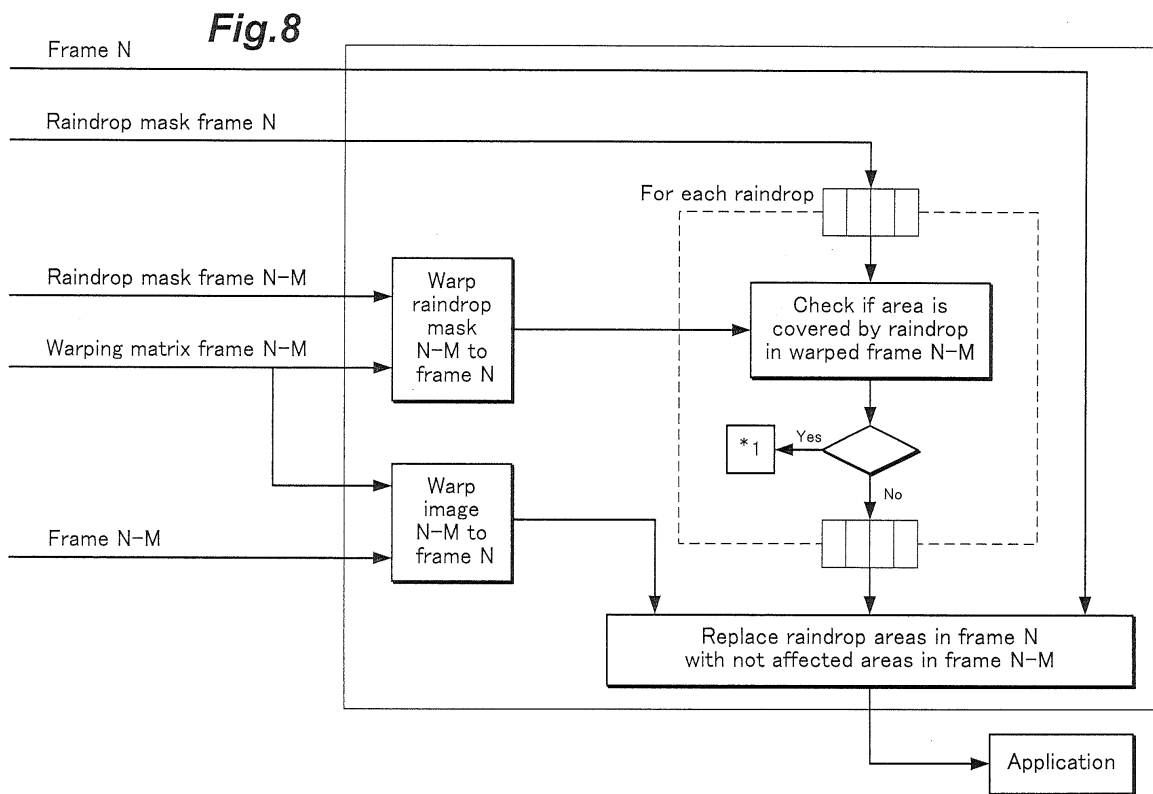 Fig.8
Frame N
Raindrop mask frame N
For each raindrop
Raindrop mask frame N-M
Warping matrix frame N-M
Warp
raindrop
mask
N-M to
frame N
Check if area is
covered by raindrop
in warped frame N-M
*1
Yes
No
Frame N-M
Warp
image
N-M to
frame N
Replace raindrop areas in frame N
with not affected areas in frame N-M
Application